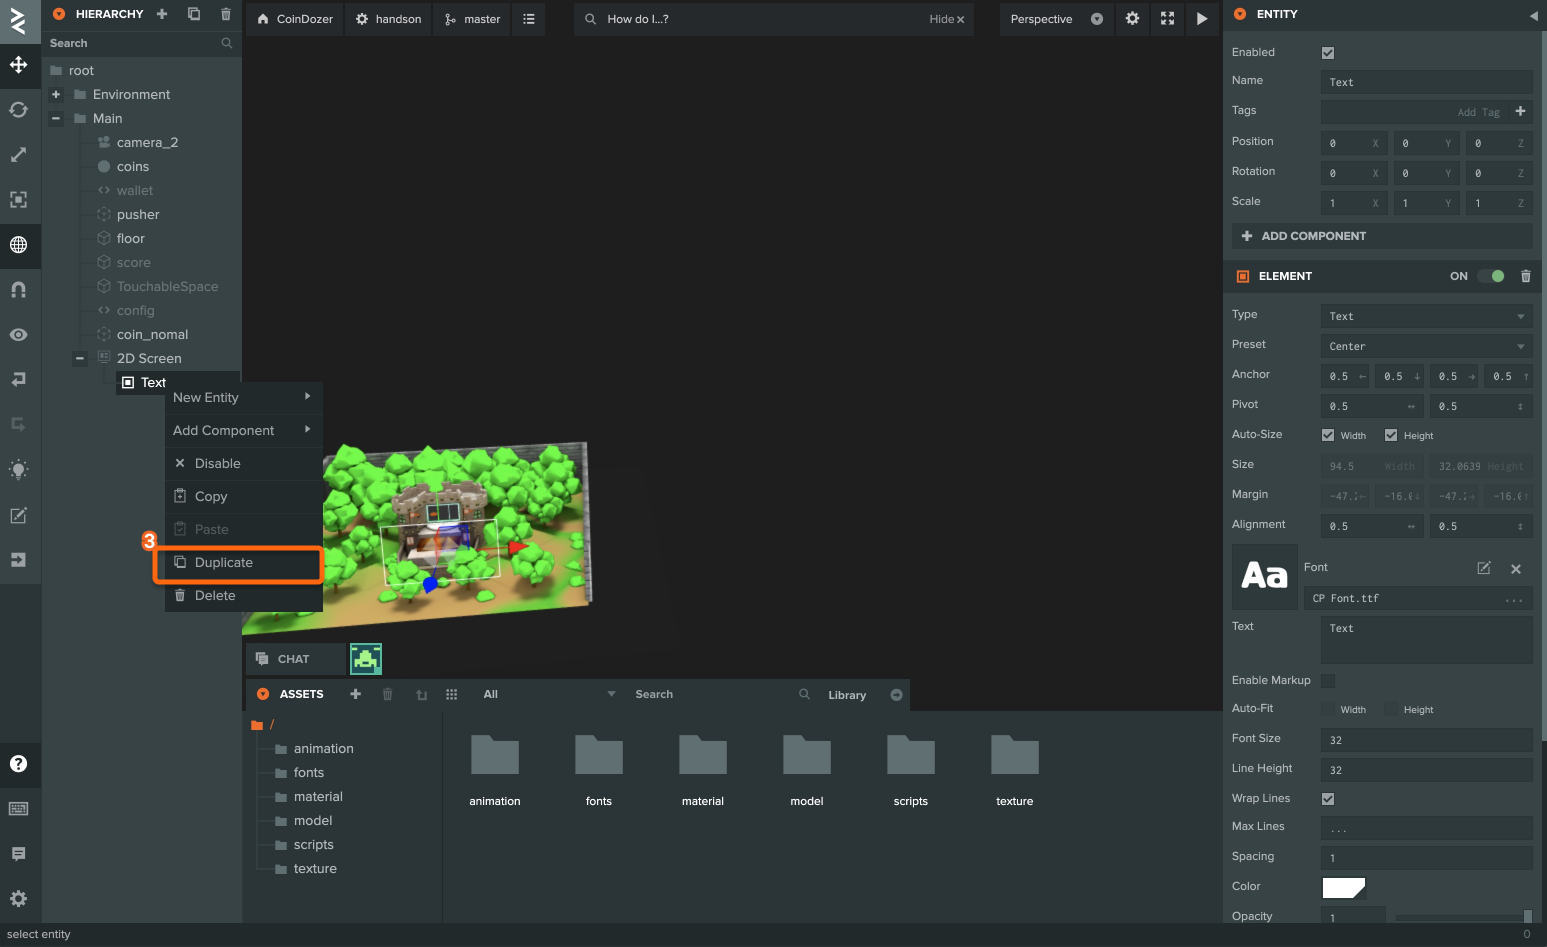 HIERARCHY
Search
root
Environment
Main
camera_2
coins
wallet
pusher
floor
score
TouchableSpace
config
coin_nomal
2D Screen
Text
New Entity
Add Component
Disable
Copy
Paste
3
Duplicate
Delete
CoinDozer
handson
master
How do I...?
Hide
Perspective
CHAT
ASSETS
All
Search
Library
/
animation
fonts
material
model
scripts
texture
animation
fonts
material
model
scripts
texture
ENTITY
Enabled
Name
Text
Tags
Add Tag
Position
0 X 0 Y 0 Z
Rotation
0 X 0 Y 0 Z
Scale
1 X 1 Y 1 Z
ADD COMPONENT
ELEMENT
ON
Type
Text
Preset
Center
Anchor
0.5 ← 0.5 ↓ 0.5 → 0.5 ↑
Pivot
0.5 ↔ 0.5 ↕
Auto-Size
Width
Height
Size
94.5 Width 32.0639 Height
Margin
-47.2 -16.0 -47.2 -16.0
Alignment
0.5 ↔ 0.5 ↕
Aa
Font
CP Font.ttf ...
Text
Text
Enable Markup
Auto-Fit
Width
Height
Font Size
32
Line Height
32
Wrap Lines
Max Lines
...
Spacing
1
Color
Opacity
1
select entity
0